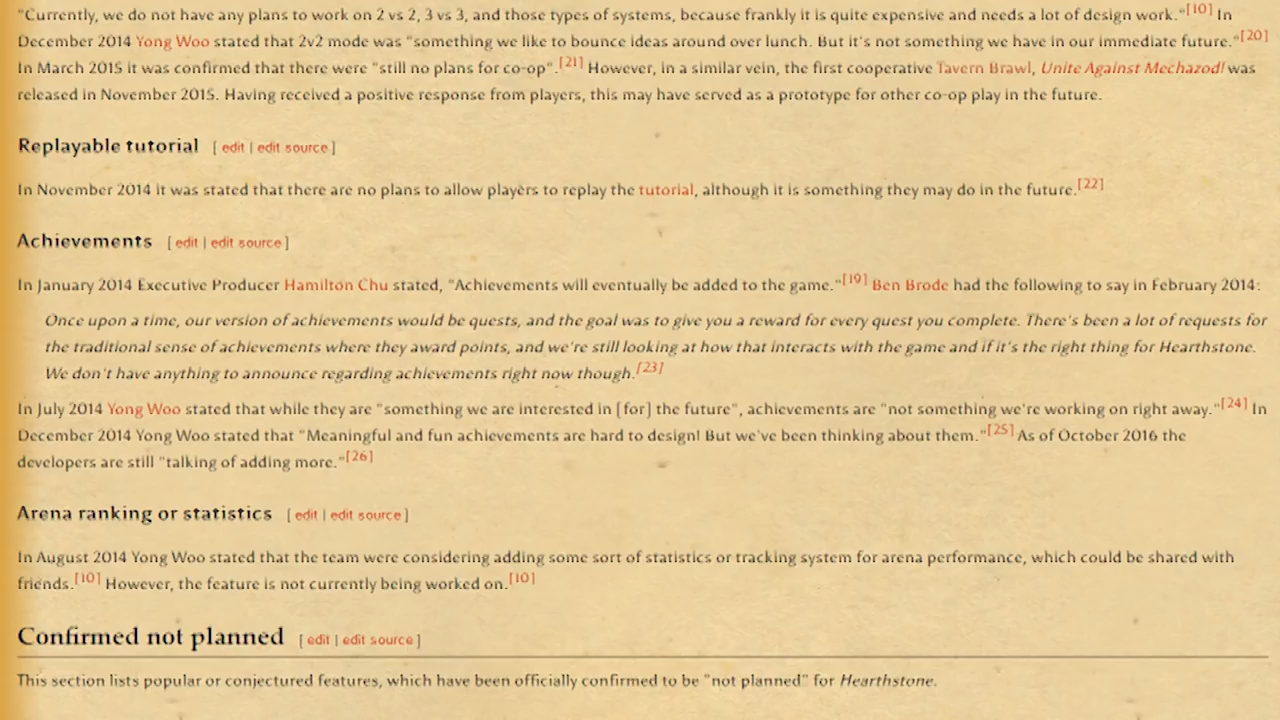 "Currently, we do not have any plans to work on 2 vs 2, 3 vs 3, and those types of systems, because frankly it is quite expensive and needs a lot of design work."[10] In
December 2014 Yong Woo stated that 2v2 mode was "something we like to bounce ideas around over lunch. But it's not something we have in our immediate future."[20]
In March 2015 it was confirmed that there were "still no plans for co-op".[21] However, in a similar vein, the first cooperative Tavern Brawl, Unite Against Mechazod! was
released in November 2015. Having received a positive response from players, this may have served as a prototype for other co-op play in the future.
Replayable tutorial [ edit | edit source ]
In November 2014 it was stated that there are no plans to allow players to replay the tutorial, although it is something they may do in the future.[22]
Achievements [ edit | edit source ]
In January 2014 Executive Producer Hamilton Chu stated, "Achievements will eventually be added to the game."[19] Ben Brode had the following to say in February 2014:
Once upon a time, our version of achievements would be quests, and the goal was to give you a reward for every quest you complete. There's been a lot of requests for
the traditional sense of achievements where they award points, and we're still looking at how that interacts with the game and if it's the right thing for Hearthstone.
We don't have anything to announce regarding achievements right now though.[23]
In July 2014 Yong Woo stated that while they are "something we are interested in [for] the future", achievements are "not something we're working on right away."[24] In
December 2014 Yong Woo stated that "Meaningful and fun achievements are hard to design! But we've been thinking about them."[25] As of October 2016 the
developers are still "talking of adding more."[26]
Arena ranking or statistics [ edit | edit source ]
In August 2014 Yong Woo stated that the team were considering adding some sort of statistics or tracking system for arena performance, which could be shared with
friends.[10] However, the feature is not currently being worked on.[10]
Confirmed not planned [ edit | edit source ]
This section lists popular or conjectured features, which have been officially confirmed to be "not planned" for Hearthstone.